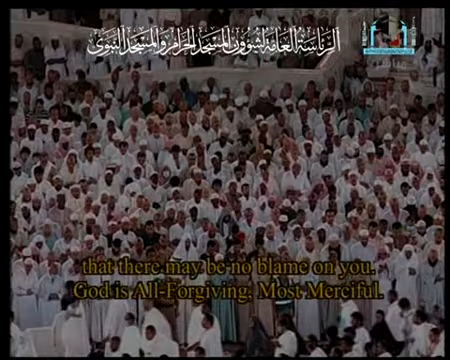 الرئاسة العامة لشؤون المسجد الحرام والمسجد النبوي
that there may be no blame on you.
God is All-Forgiving, Most Merciful.